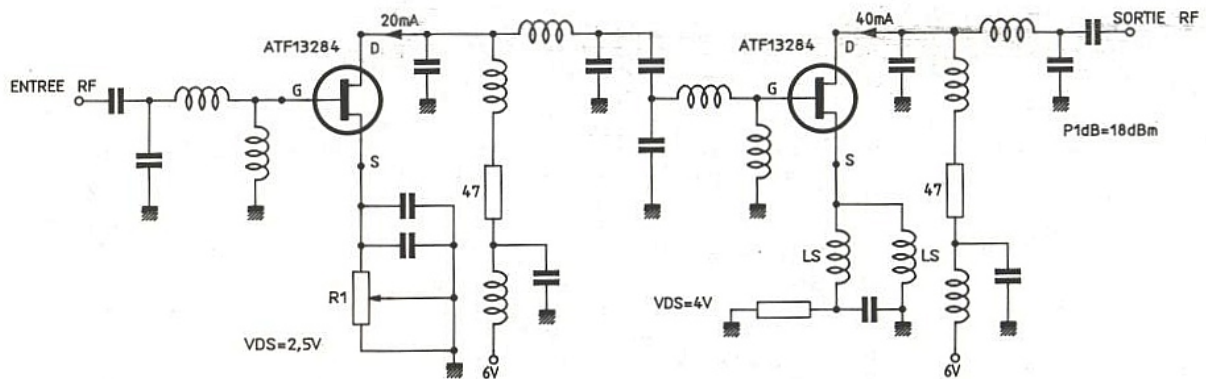 20mA
40mA
SORTIE RF
ATF13284
D
ATF13284
D
ENTREE RF
G
G
P1dB=18dBm
S
S
47
47
LS
LS
R1
VDS=4V
VDS=2,5V
6V
6V